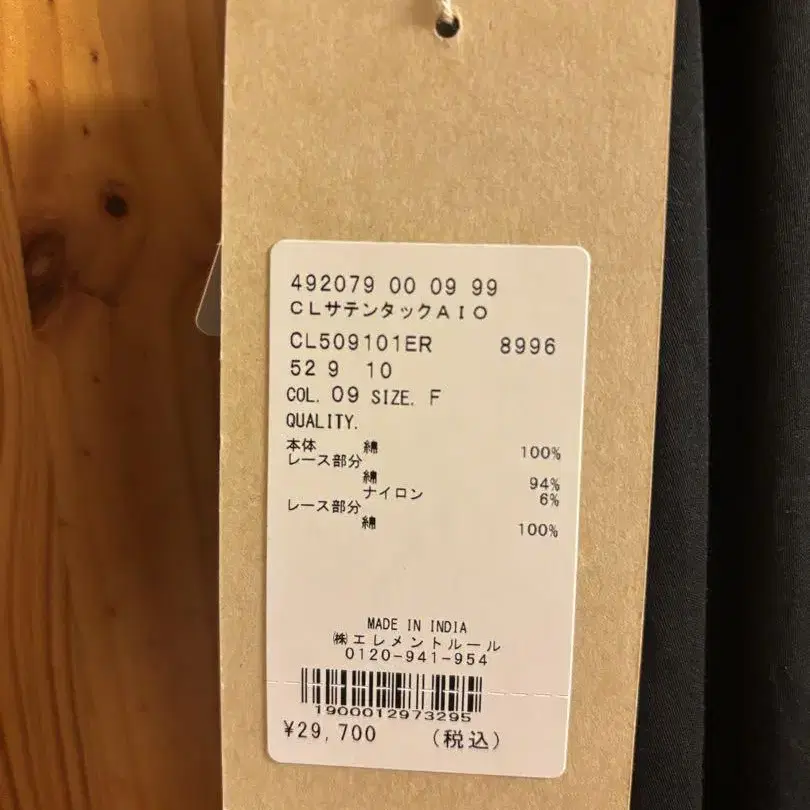 492079 00 09 99
CLサテンタックAIO
CL509101ER 8996
52 9 10
COL. 09 SIZE. F
QUALITY.
本体 綿 100%
レース部分
綿 94%
ナイロン 6%
レース部分
綿 100%
MADE IN INDIA
㈱エレメントルール
0120-941-954
1900012973295
¥29,700 (税込)